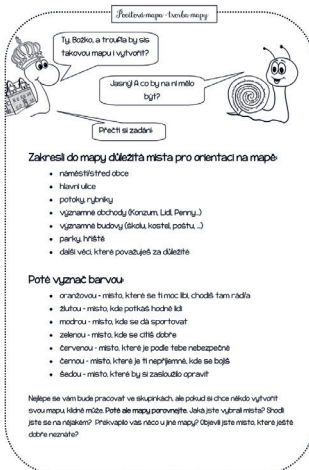 Pocitová mapa - tvorba mapy
Ty, Božko, a troufla by sis
takovou mapu i vytvořit?
Jasný! A co by na ní mělo
být?
Přečti si zadání:
Zakresli do mapy důležitá místa pro orientaci na mapě:
• náměstí/střed obce
• hlavní ulice
• potoky, rybníky
• významné obchody (Konzum, Lidl, Penny...)
• významné budovy (školu, kostel, poštu, ...)
• parky, hřiště
• další věci, které považuješ za důležité
Poté vyznač barvou:
• oranžovou - místo, které se ti moc líbí, chodíš tam rád/a
• žlutou - místo, kde potkáš hodně lidí
• modrou - místo, kde se dá sportovat
• zelenou - místo, kde se cítíš dobře
• červenou - místo, které je podle tebe nebezpečné
• černou - místo, které je ti nepříjemné, kde se bojíš
• šedou - místo, které by si zasloužilo opravit
Nejlépe se vám bude pracovat ve skupinkách, ale pokud si chce někdo vytvořit
svou mapu, klidně může. Poté ale mapy porovnejte. Jaká jste vybrali místa? Shodli
jste se na nějakém? Překvapilo vás něco u jiné mapy? Objevili jste místo, které ještě
dobře neznáte?